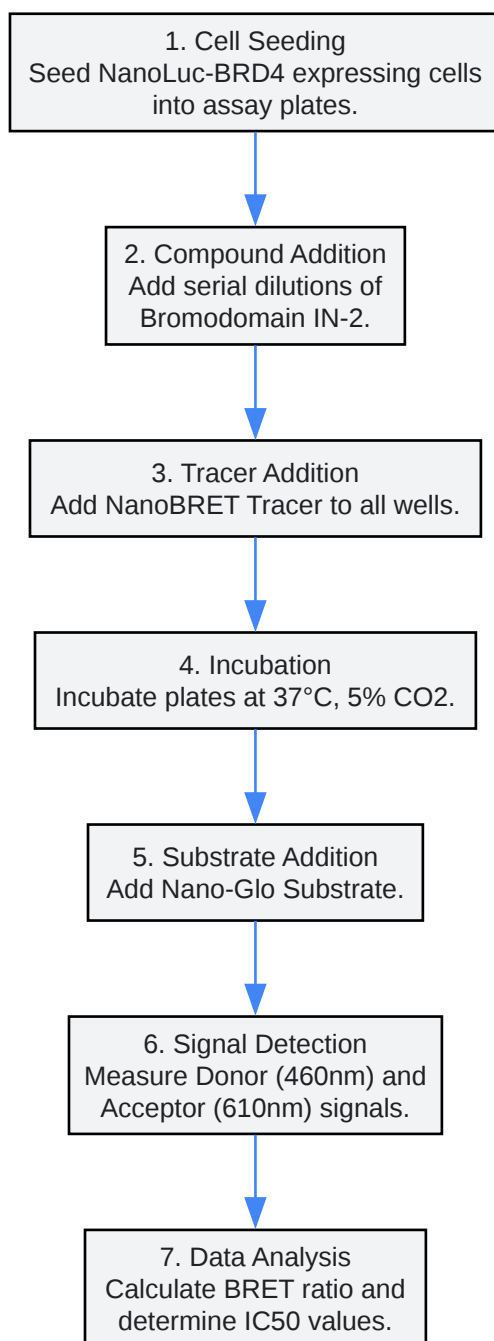 1. Cell Seeding
Seed NanoLuc-BRD4 expressing cells
into assay plates.
2. Compound Addition
Add serial dilutions of
Bromodomain IN-2.
3. Tracer Addition
Add NanoBRET Tracer to all wells.
4. Incubation
Incubate plates at 37°C, 5% CO2.
5. Substrate Addition
Add Nano-Glo Substrate.
6. Signal Detection
Measure Donor (460nm) and
Acceptor (610nm) signals.
7. Data Analysis
Calculate BRET ratio and
determine IC50 values.